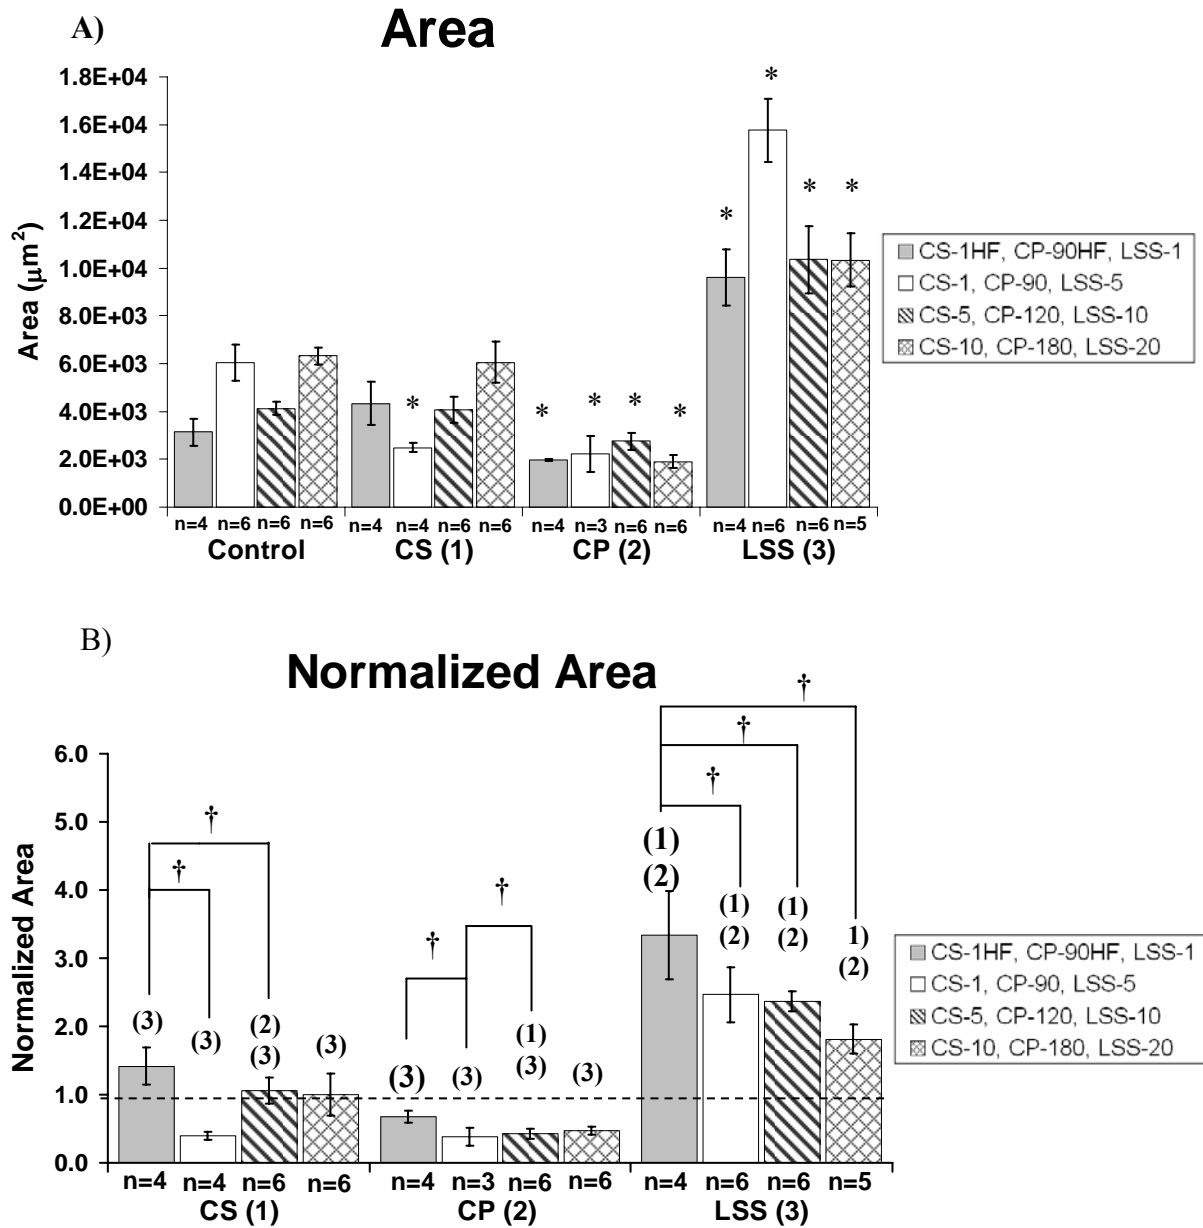 A)
Area
1.8E+04
1.6E+04
1.4E+04
1.2E+04
1.0E+04
8.0E+03
6.0E+03
4.0E+03
2.0E+03
0.0E+00
Area (μm²)
* * * * * * * * *
n=4 n=6 n=6 n=6 n=4 n=4 n=6 n=6 n=4 n=3 n=6 n=6 n=4 n=6 n=6 n=5
Control CS (1) CP (2) LSS (3)
CS-1HF, CP-90HF, LSS-1
CS-1, CP-90, LSS-5
CS-5, CP-120, LSS-10
CS-10, CP-180, LSS-20
B)
Normalized Area
6.0
5.0
4.0
3.0
2.0
1.0
0.0
Normalized Area
† † † † † † †
(3) (3) (2) (3) (3)
(3) (3) (1) (3) (3)
(1) (2) (1) (2) (1) (2) 1) (2)
n=4 n=4 n=6 n=6 n=4 n=3 n=6 n=6 n=4 n=6 n=6 n=5
CS (1) CP (2) LSS (3)
CS-1HF, CP-90HF, LSS-1
CS-1, CP-90, LSS-5
CS-5, CP-120, LSS-10
CS-10, CP-180, LSS-20